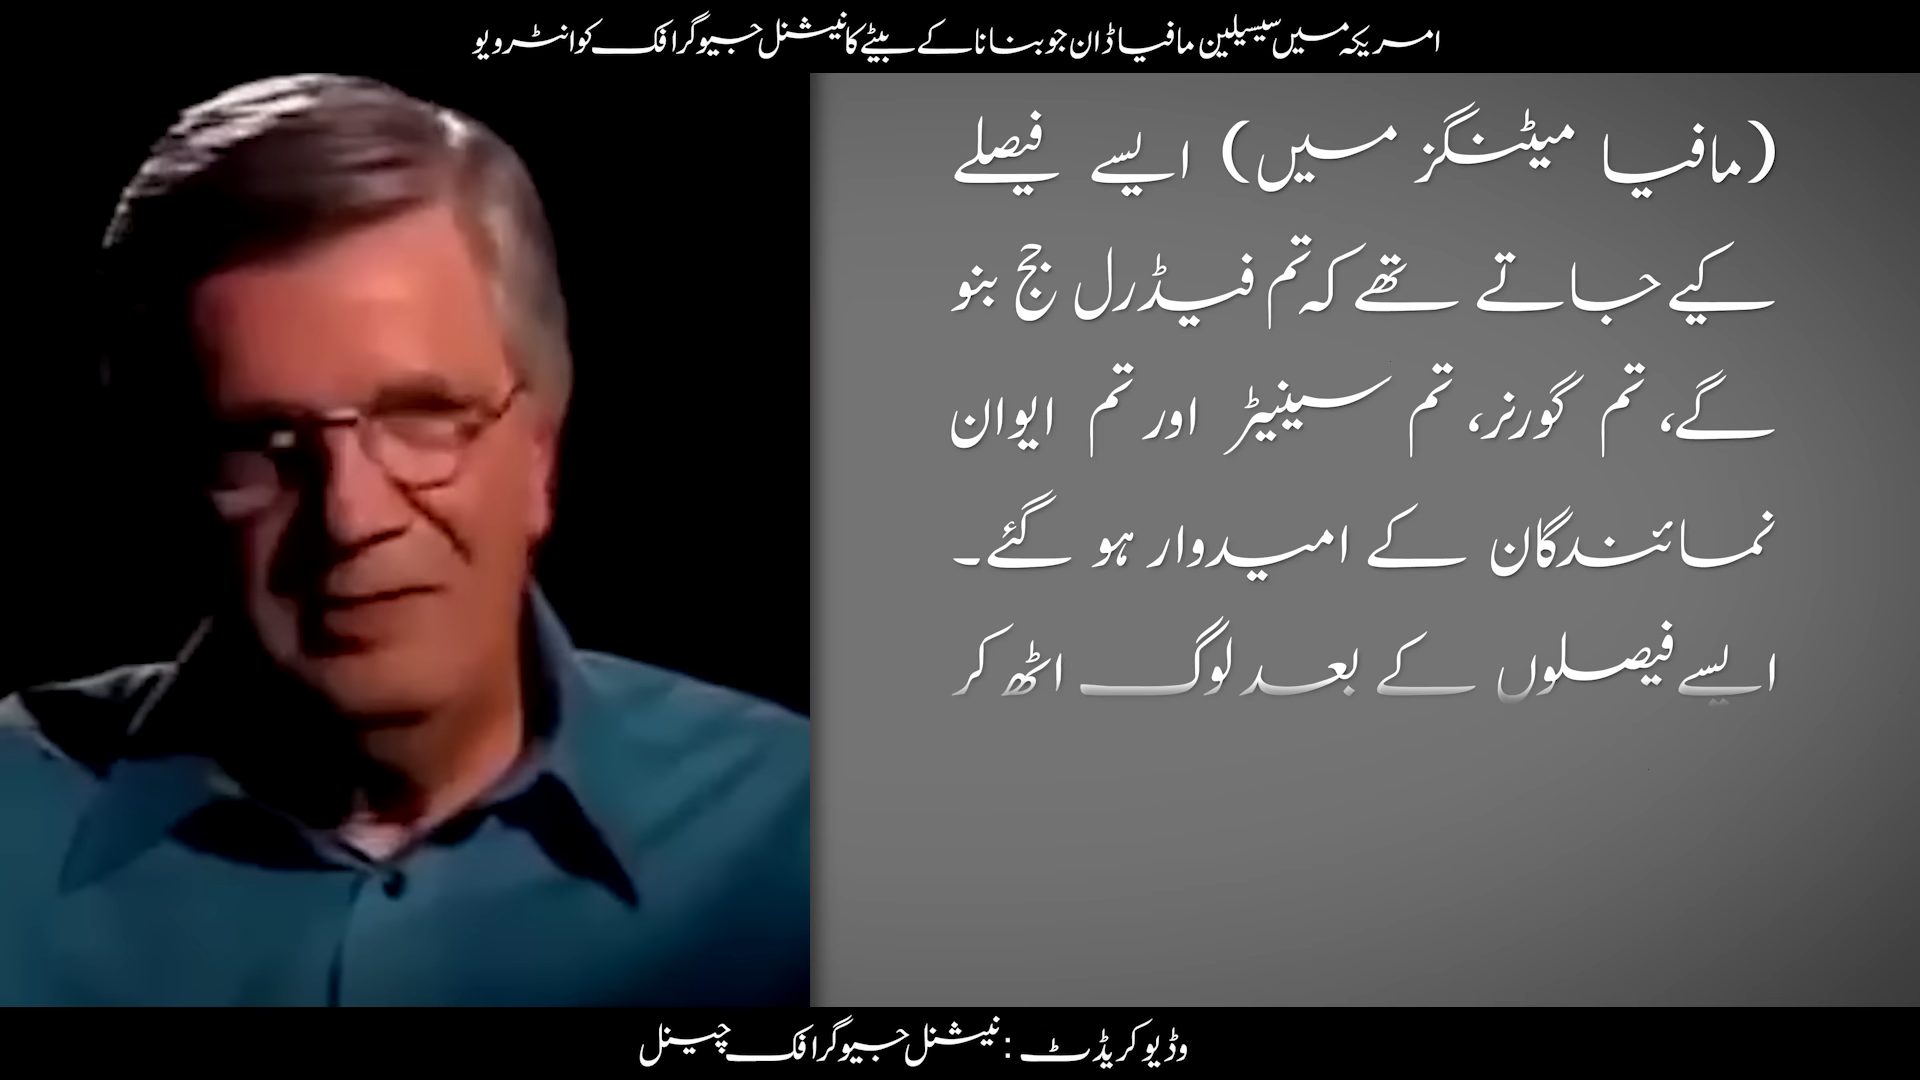 امریکہ میں سیسیلین مافیا ڈان جو بنانا کے بیٹے کا نیشنل جیوگرافک کو انٹرویو
(مافیا میٹنگز میں) ایسے فیصلے
کیے جاتے تھے کہ تم فیڈرل جج بنو
گے، تم گورنر، تم سینیٹر اور تم ایوان
نمائندگان کے امیدوار ہو گئے۔
ایسے فیصلوں کے بعد لوگ اٹھ کر
وڈیو کریڈٹ : نیشنل جیوگرافک چینل